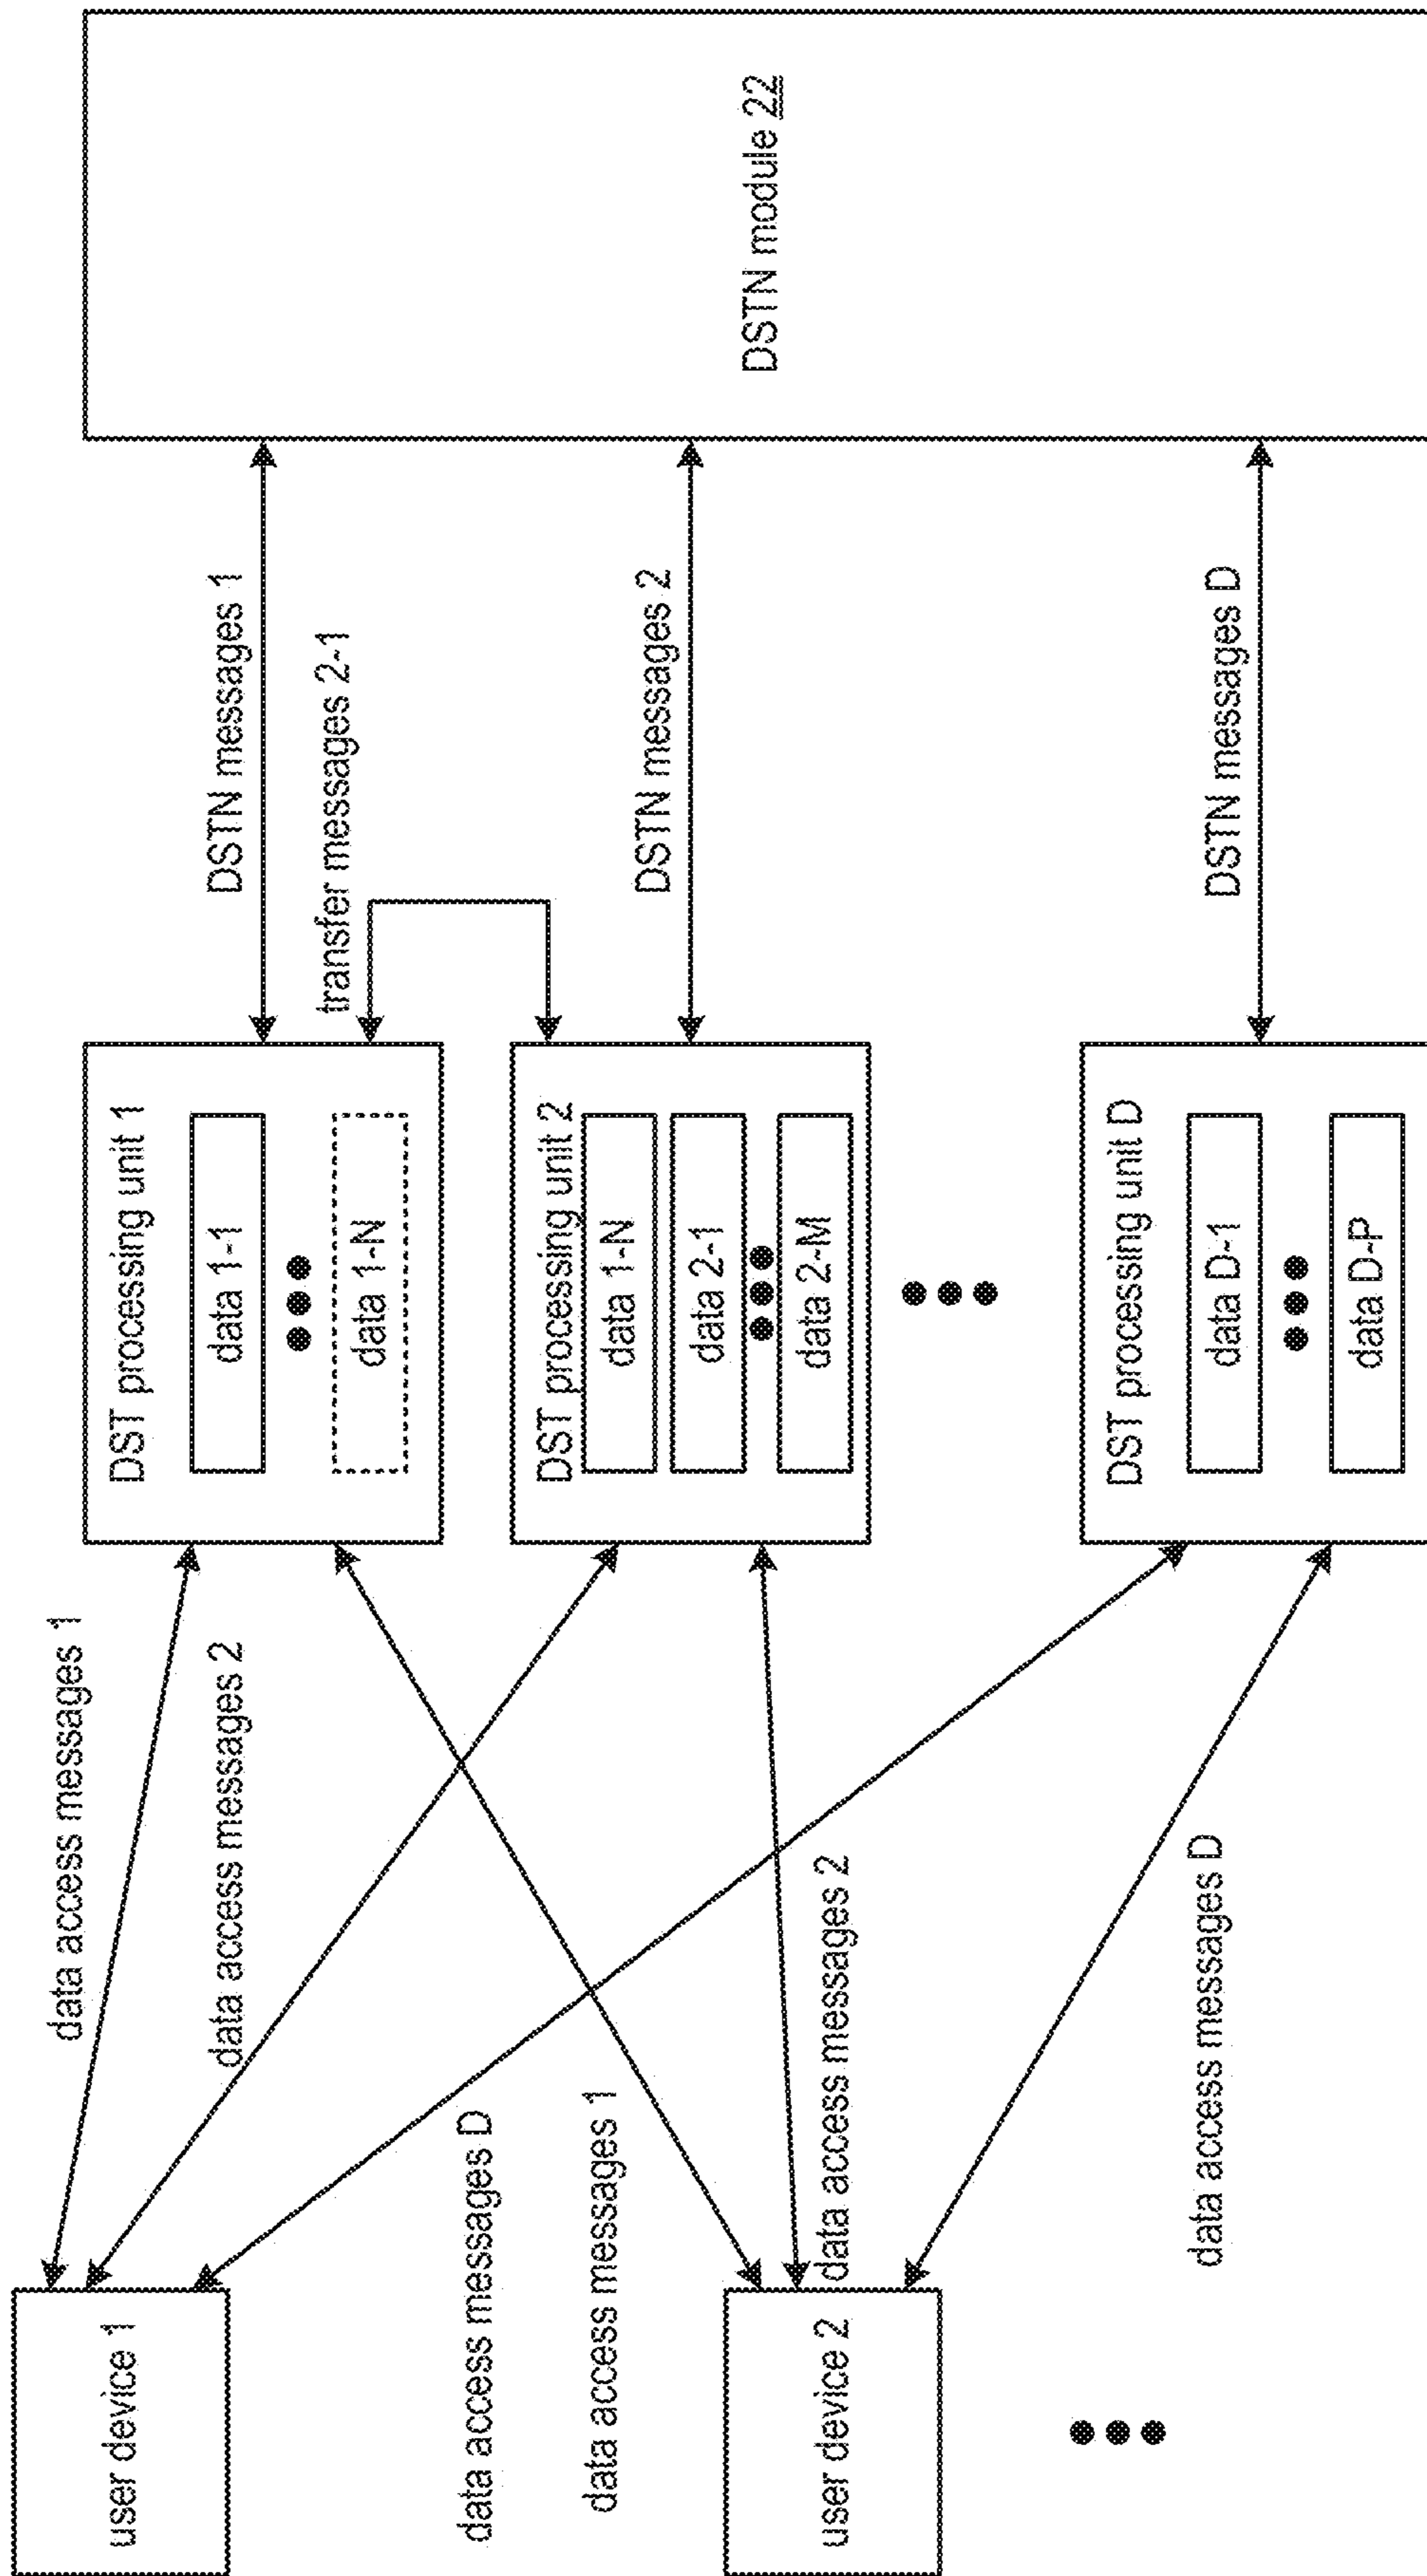 user device 1
data access messages 1
data access messages 2
data access messages D
user device 2
data access messages 1
data access messages 2
data access messages D
DST processing unit 1
data 1-1
data 1-N
DST processing unit 2
data 1-N
data 2-1
data 2-M
DST processing unit D
data D-1
data D-P
DSTN messages 1
transfer messages 2-1
DSTN messages 2
DSTN messages D
DSTN module 22